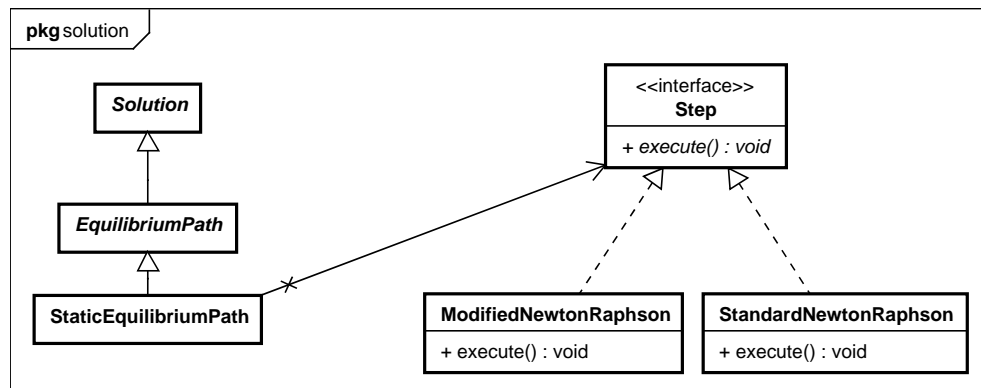 pkg solution
Solution
<<interface>>
Step
+ execute() : void
EquilibriumPath
StaticEquilibriumPath
ModifiedNewtonRaphson
+ execute() : void
StandardNewtonRaphson
+ execute() : void